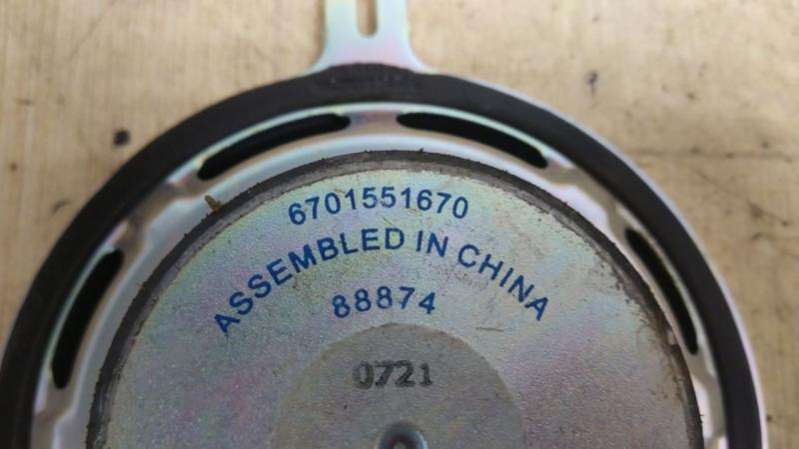 6701551670
ASSEMBLED IN CHINA
88874
0721